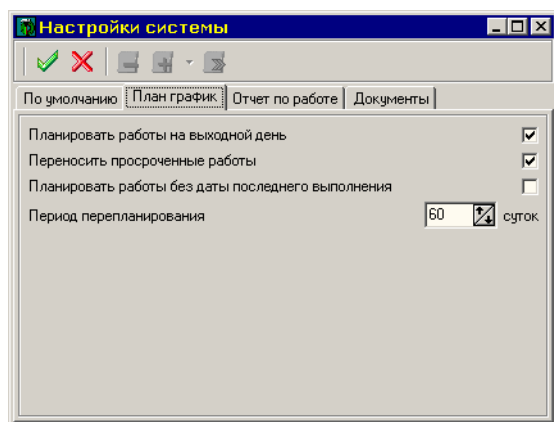 Настройки системы
По умолчанию План график Отчет по работе Документы
Планировать работы на выходной день
Переносить просроченные работы
Планировать работы без даты последнего выполнения
Период перепланирования 60 суток